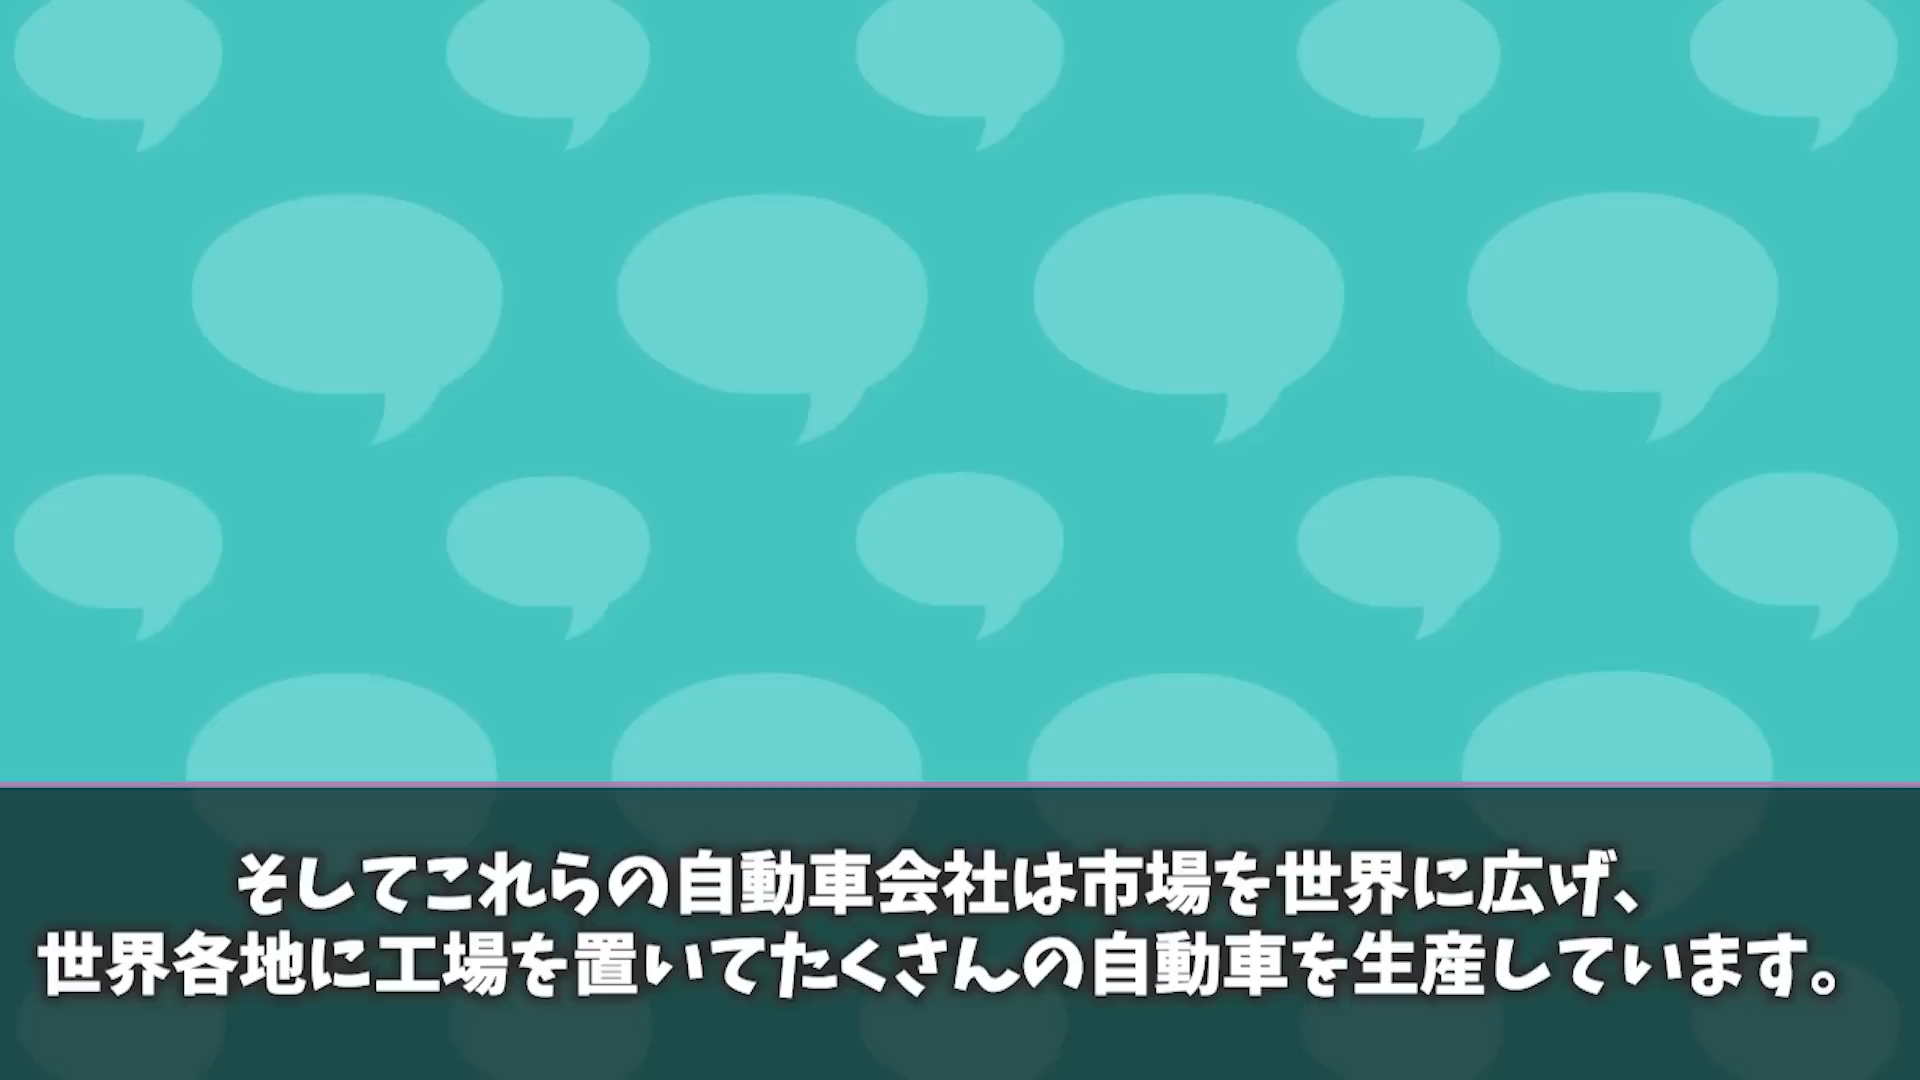 そしてこれらの自動車会社は市場を世界に広げ、
世界各地に工場を置いてたくさんの自動車を生産しています。